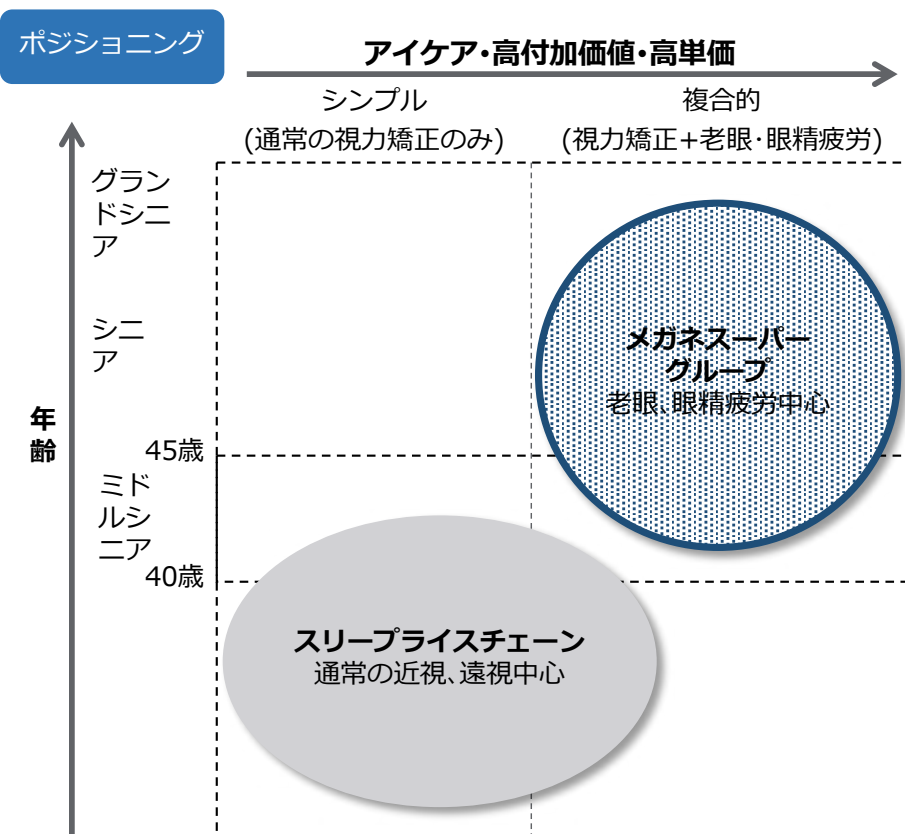 ポジショニング
アイケア・高付加価値・高単価
シンプル
(通常の視力矯正のみ)
複合的
(視力矯正+老眼・眼精疲労)
年
齢
グラン
ドシニ
ア
シニ
ア
45歳
ミド
ルシ
ニア
40歳
メガネスーパー
グループ
老眼、眼精疲労中心
スリープライスチェーン
通常の近視、遠視中心